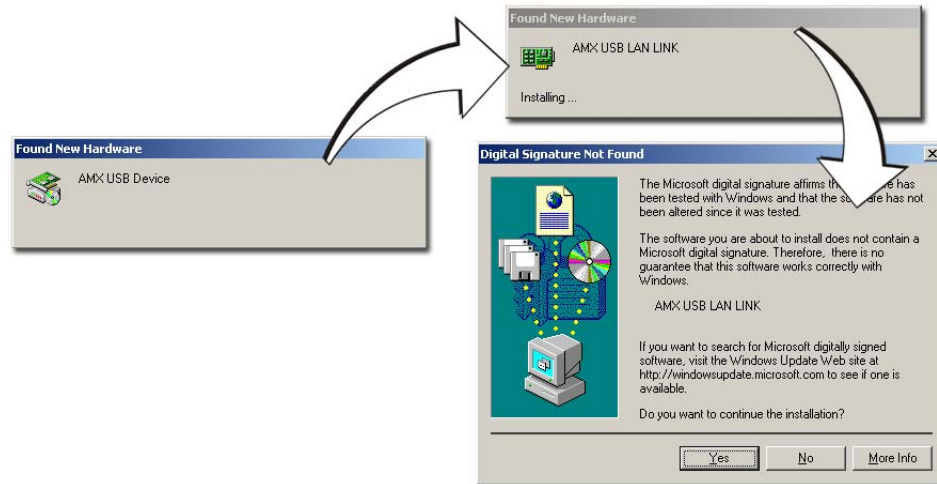 Found New Hardware
AMX USB Device
Found New Hardware
AMX USB LAN LINK
Installing ...
Digital Signature Not Found
The Microsoft digital signature affirms th has
been tested with Windows and that the so are has not
been altered since it was tested.
The software you are about to install does not contain a
Microsoft digital signature. Therefore, there is no
guarantee that this software works correctly with
Windows.
AMX USB LAN LINK
If you want to search for Microsoft digitally signed
software, visit the Windows Update Web site at
http://windowsupdate.microsoft.com to see if one is
available.
Do you want to continue the installation?
Yes
No
More Info